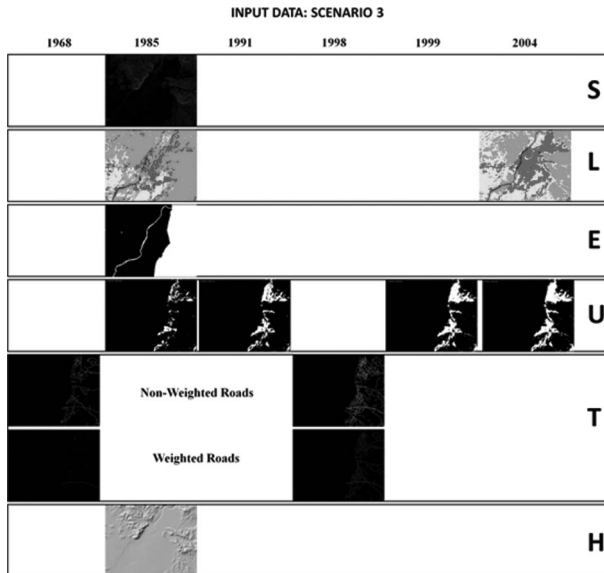 INPUT DATA: SCENARIO 3
1968 1985 1991 1998 1999 2004
S
L
E
U
Non-Weighted Roads
T
Weighted Roads
H